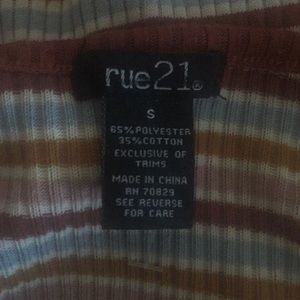 rue21®
S
65% POLYESTER
35% COTTON
EXCLUSIVE OF
TRIMS
MADE IN CHINA
RN 70829
SEE REVERSE
FOR CARE